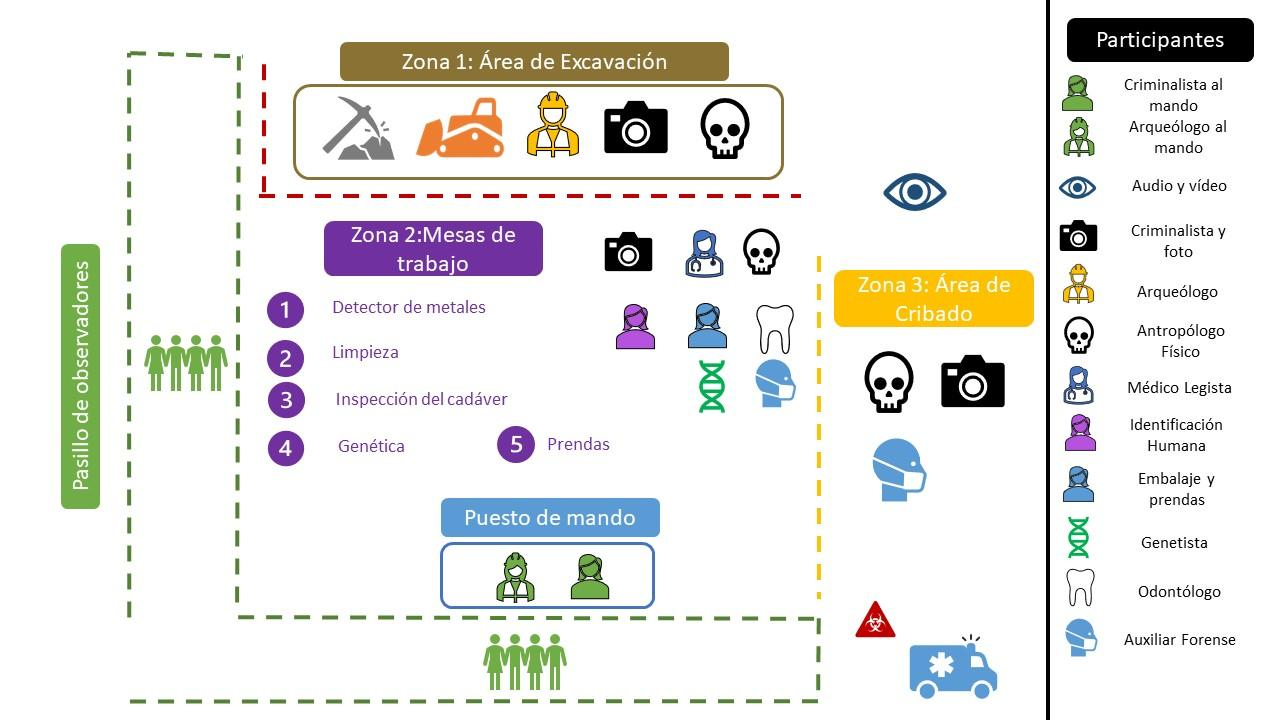 Zona 1: Área de Excavación
Zona 2:Mesas de
trabajo
1 Detector de metales
2 Limpieza
3 Inspección del cadáver
4 Genética
5 Prendas
Puesto de mando
Pasillo de observadores
Zona 3: Área de
Cribado
Participantes
Criminalista al
mando
Arqueólogo al
mando
Audio y vídeo
Criminalista y
foto
Arqueólogo
Antropólogo
Físico
Médico Legista
Identificación
Humana
Embalaje y
prendas
Genetista
Odontólogo
Auxiliar Forense